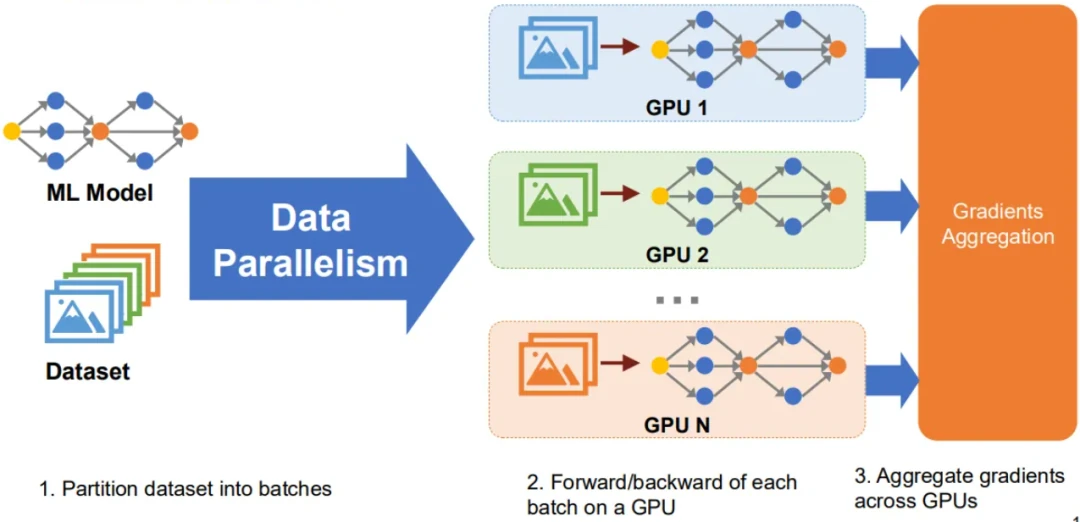 ML Model
Dataset
Data
Parallelism
GPU 1
GPU 2
...
GPU N
Gradients
Aggregation
1. Partition dataset into batches
2. Forward/backward of each
batch on a GPU
3. Aggregate gradients
across GPUs
1